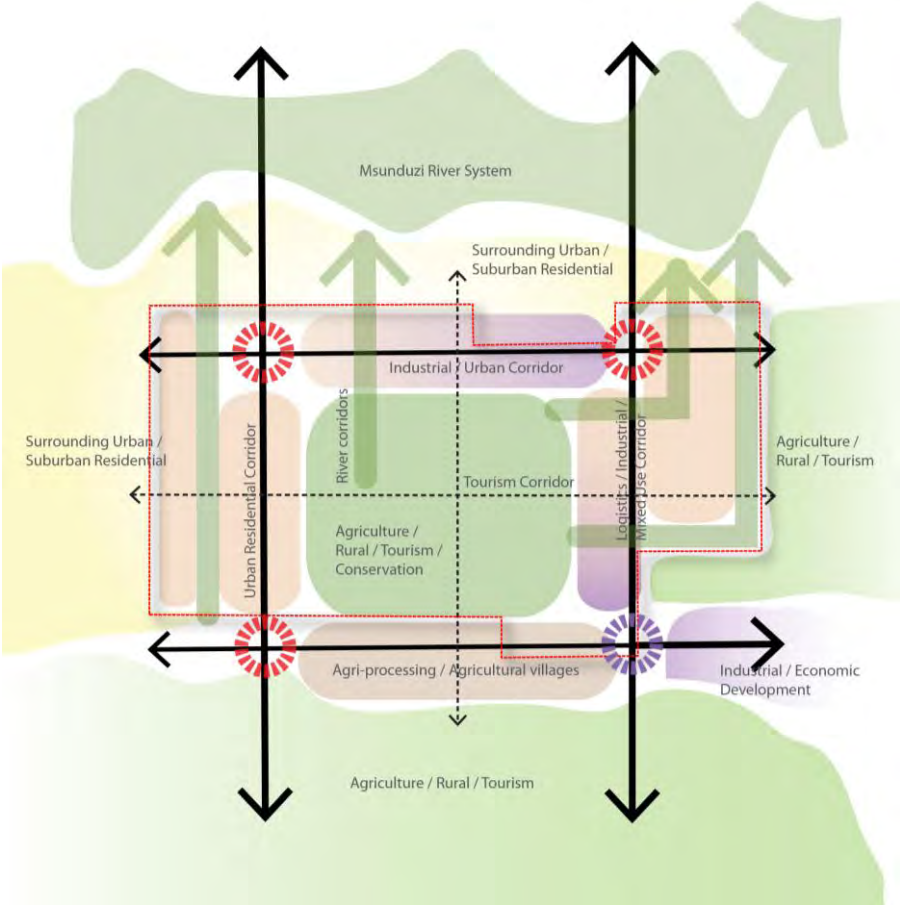 Msunduzi River System
Surrounding Urban /
Suburban Residential
Industrial / Urban Corridor
River corridors
Surrounding Urban /
Suburban Residential
Urban Residential Corridor
Tourism Corridor
Logistics / Industrial /
Mixed Use Corridor
Agriculture /
Rural / Tourism
Agriculture /
Rural / Tourism /
Conservation
Agri-processing / Agricultural villages
Industrial / Economic
Development
Agriculture / Rural / Tourism